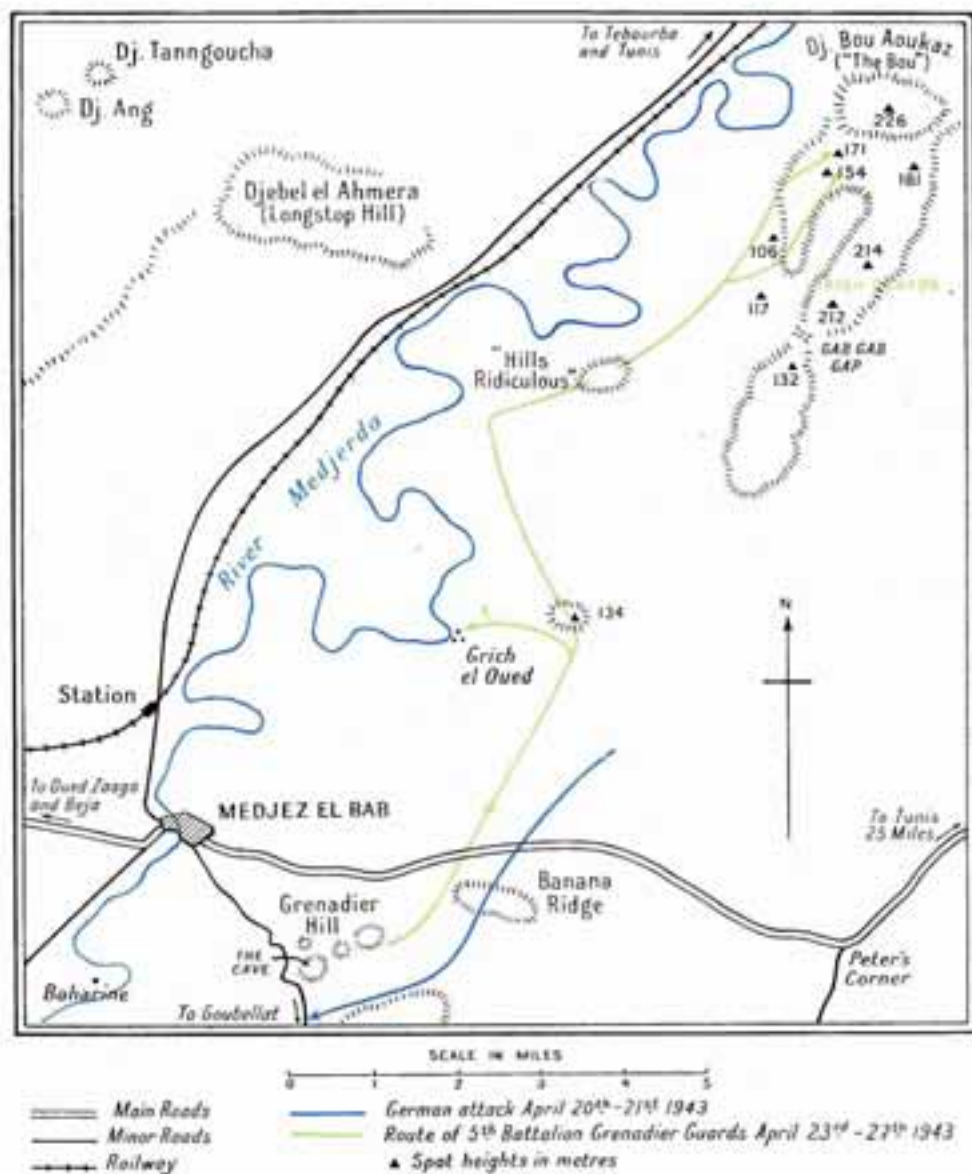 Dj. Tanngoucha
Dj. Ang
To Tebourba
and Tunis
Dj. Bou Aoukaz
("The Bou")
226
171
154
181
Djebel el Ahmera
(Longstop Hill)
106
214
117
212
GAB GAB
GAP
132
"Hills
Ridiculous"
River Medjerda
134
Grich
el Oued
N
Station
To Oued Zarga
and Beja
MEDJEZ EL BAB
To Tunis
25 Miles
Banana
Ridge
Grenadier
Hill
THE
CAVE
Peter's
Corner
Baharine
To Goubellat
SCALE IN MILES
0 1 2 3 4 5
Main Roads
Minor Roads
Railway
German attack April 20th-21st 1943
Route of 5th Battalion Grenadier Guards April 23rd-27th 1943
Spot heights in metres